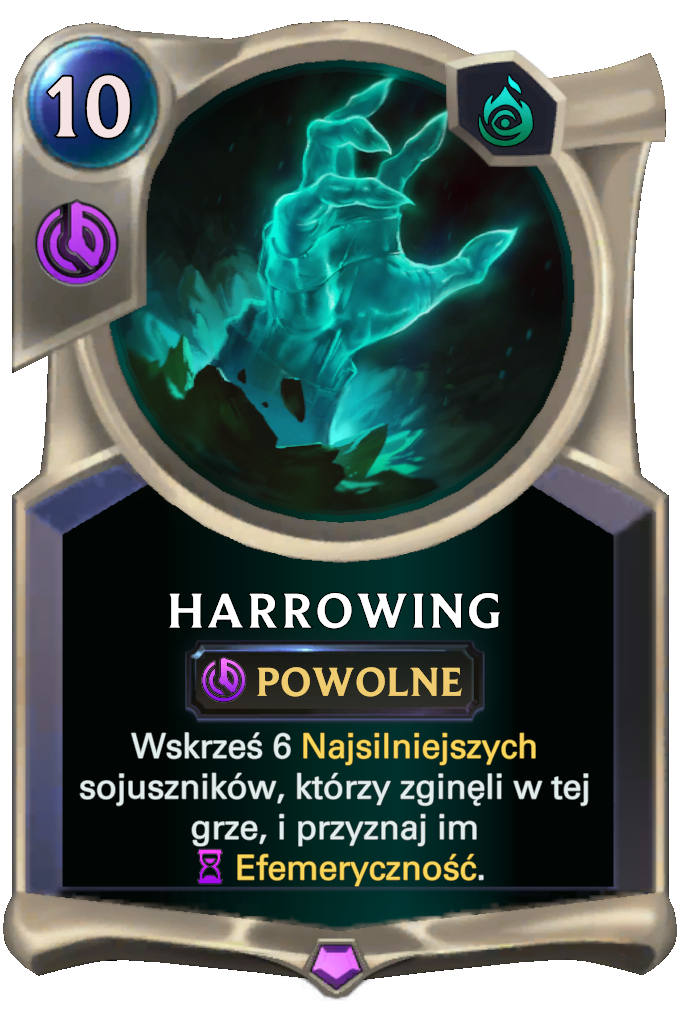 10
HARROWING
POWOLNE
Wskrześ 6 Najsilniejszych
sojuszników, którzy zginęli w tej
grze, i przyznaj im
Efemeryczność.